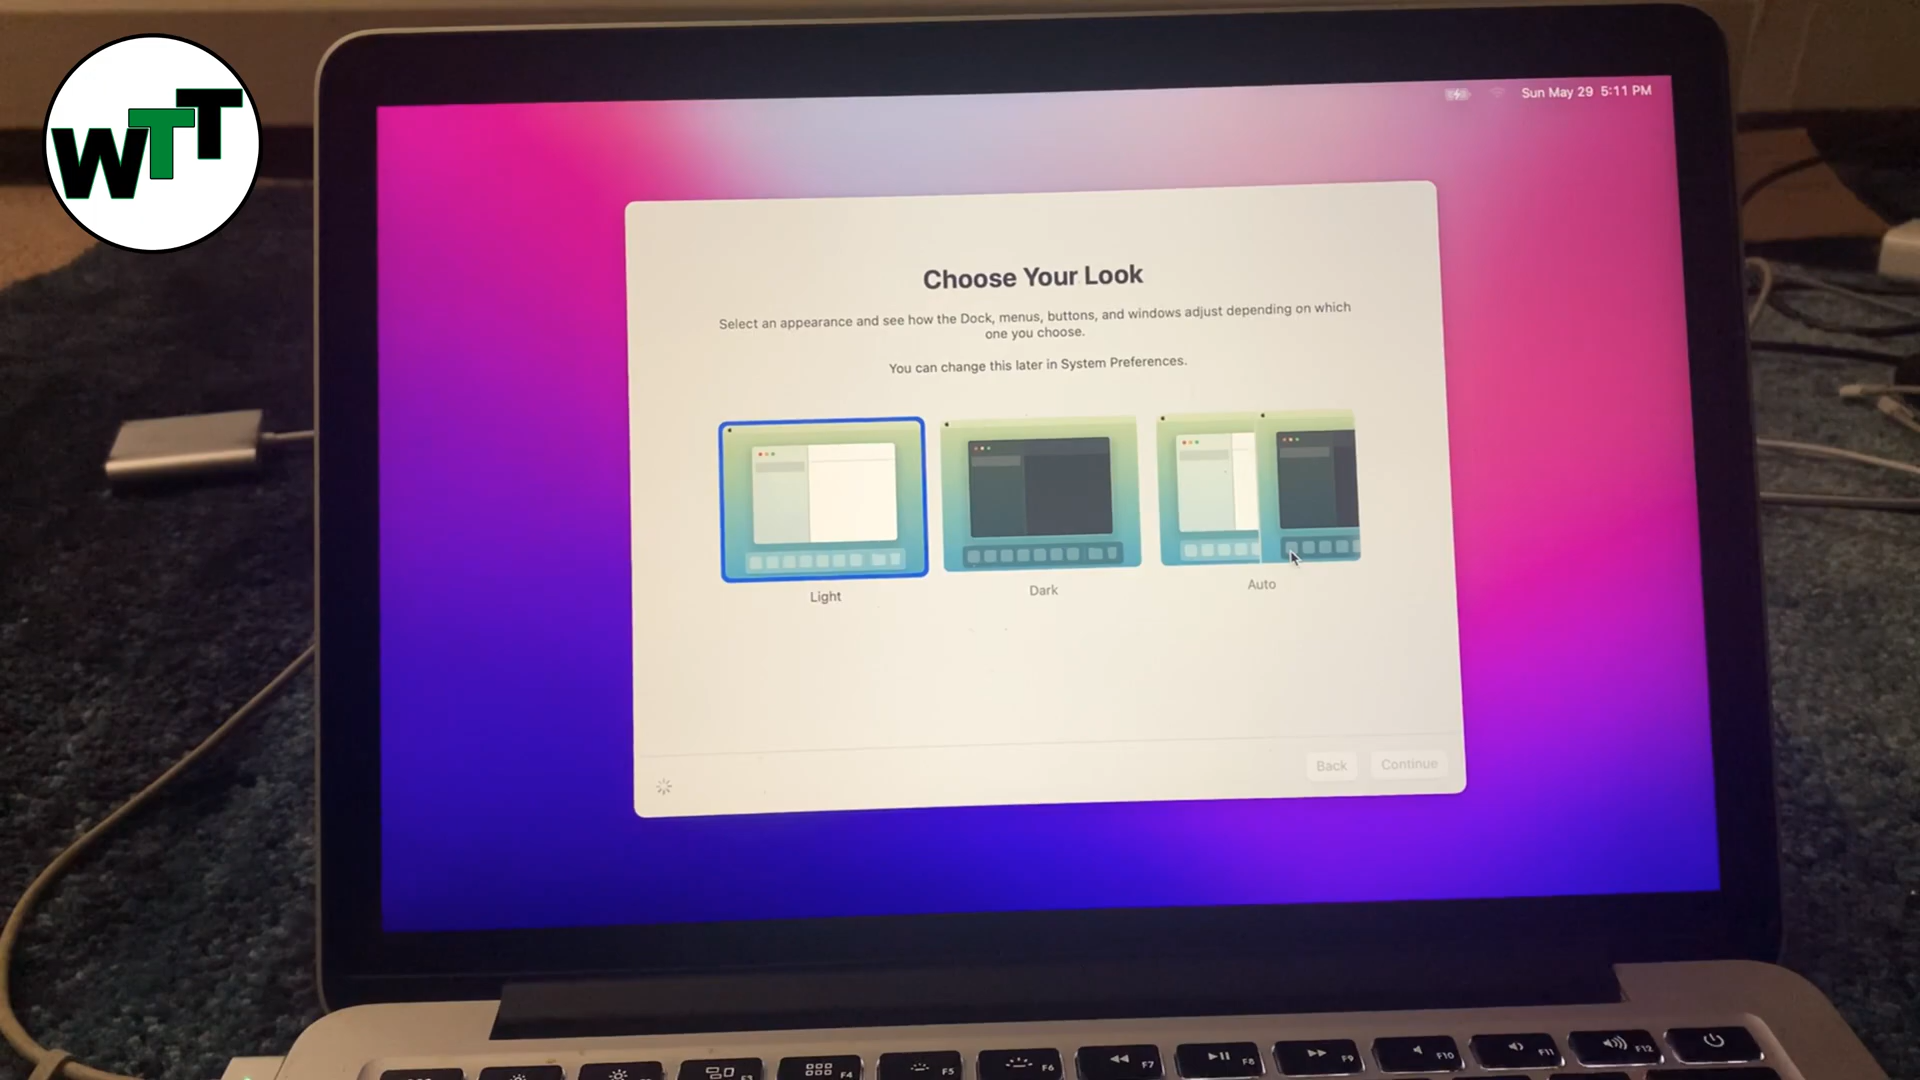 WTT
Sun May 29 5:11 PM
Choose Your Look
Select an appearance and see how the Dock, menus, buttons, and windows adjust depending on which
one you choose.
You can change this later in System Preferences.
Light
Dark
Auto
Back
Continue
F3
F4
F5
F6
F7
F8
F9
F10
F11
F12